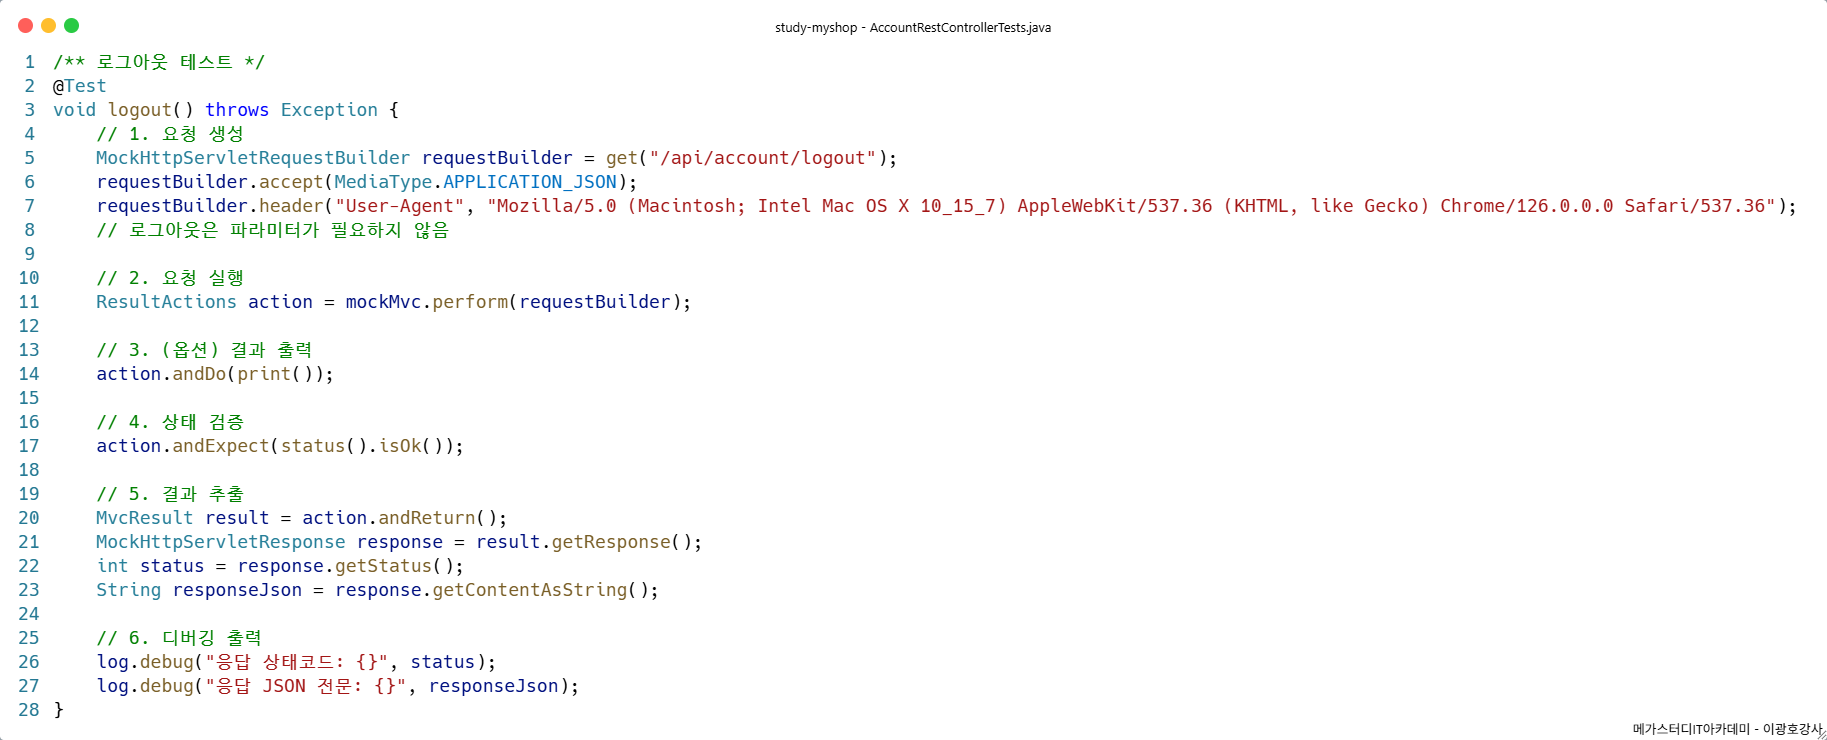 study-myshop - AccountRestControllerTests.java
1 /** 로그아웃 테스트 */
2 @Test
3 void logout() throws Exception {
4     // 1. 요청 생성
5     MockHttpServletRequestBuilder requestBuilder = get("/api/account/logout");
6     requestBuilder.accept(MediaType.APPLICATION_JSON);
7     requestBuilder.header("User-Agent", "Mozilla/5.0 (Macintosh; Intel Mac OS X 10_15_7) AppleWebKit/537.36 (KHTML, like Gecko) Chrome/126.0.0.0 Safari/537.36");
8     // 로그아웃은 파라미터가 필요하지 않음
9
10     // 2. 요청 실행
11     ResultActions action = mockMvc.perform(requestBuilder);
12
13     // 3. (옵션) 결과 출력
14     action.andDo(print());
15
16     // 4. 상태 검증
17     action.andExpect(status().isOk());
18
19     // 5. 결과 추출
20     MvcResult result = action.andReturn();
21     MockHttpServletResponse response = result.getResponse();
22     int status = response.getStatus();
23     String responseJson = response.getContentAsString();
24
25     // 6. 디버깅 출력
26     log.debug("응답 상태코드: {}", status);
27     log.debug("응답 JSON 전문: {}", responseJson);
28 }
메가스터디IT아카데미 - 이광호강사